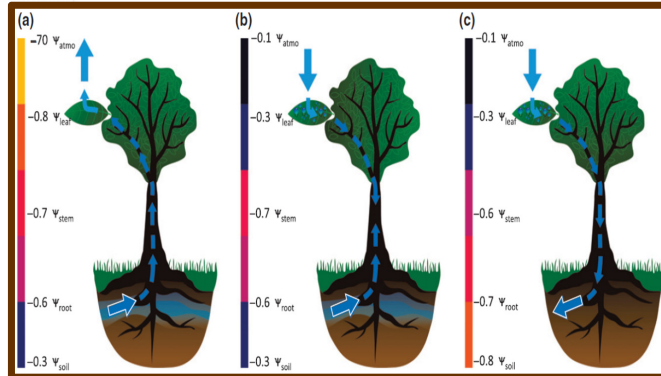 (a)
−70 Ψatmo
−0.8 Ψleaf
−0.7 Ψstem
−0.6 Ψroot
−0.3 Ψsoil
(b)
−0.1 Ψatmo
−0.3 Ψleaf
−0.7 Ψstem
−0.6 Ψroot
−0.3 Ψsoil
(c)
−0.1 Ψatmo
−0.3 Ψleaf
−0.6 Ψstem
−0.7 Ψroot
−0.8 Ψsoil